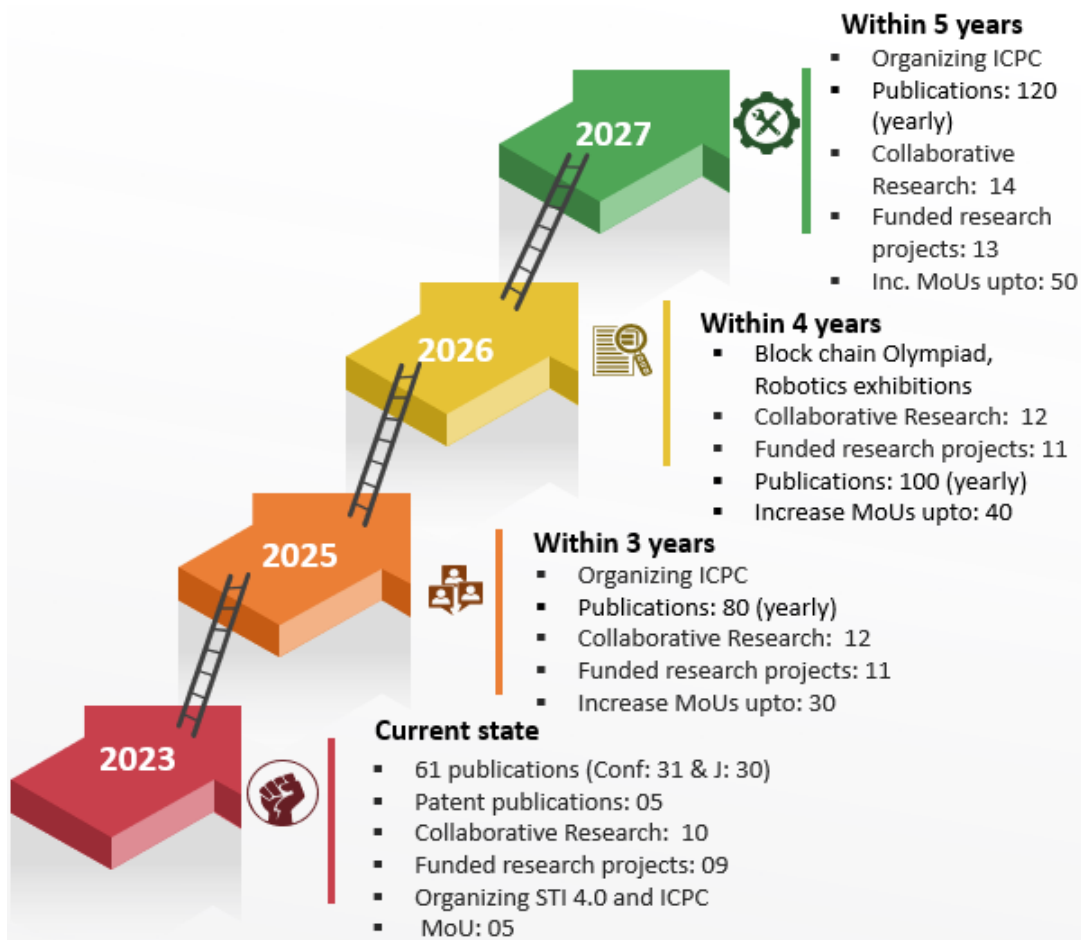 Within 5 years
▪ Organizing ICPC
▪ Publications: 120
(yearly)
▪ Collaborative
Research:  14
▪ Funded research
projects: 13
▪ Inc. MoUs upto: 50
2027
Within 4 years
▪ Block chain Olympiad,
Robotics exhibitions
▪ Collaborative Research:  12
▪ Funded research projects: 11
▪ Publications: 100 (yearly)
▪ Increase MoUs upto: 40
2026
Within 3 years
▪ Organizing ICPC
▪ Publications: 80 (yearly)
▪ Collaborative Research:  12
▪ Funded research projects: 11
▪ Increase MoUs upto: 30
2025
Current state
▪ 61 publications (Conf: 31 & J: 30)
▪ Patent publications: 05
▪ Collaborative Research:  10
▪ Funded research projects: 09
▪ Organizing STI 4.0 and ICPC
▪ MoU: 05
2023